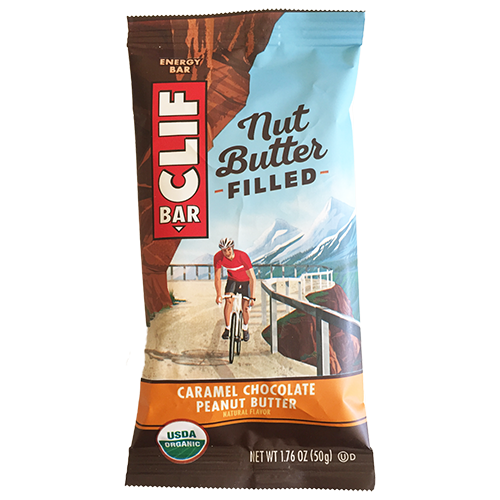 ENERGY
BAR
CLIF
BAR
Nut
Butter
FILLED
CARAMEL CHOCOLATE
PEANUT BUTTER
NATURAL FLAVOR
USDA
ORGANIC
NET WT 1.76 OZ (50g) U D